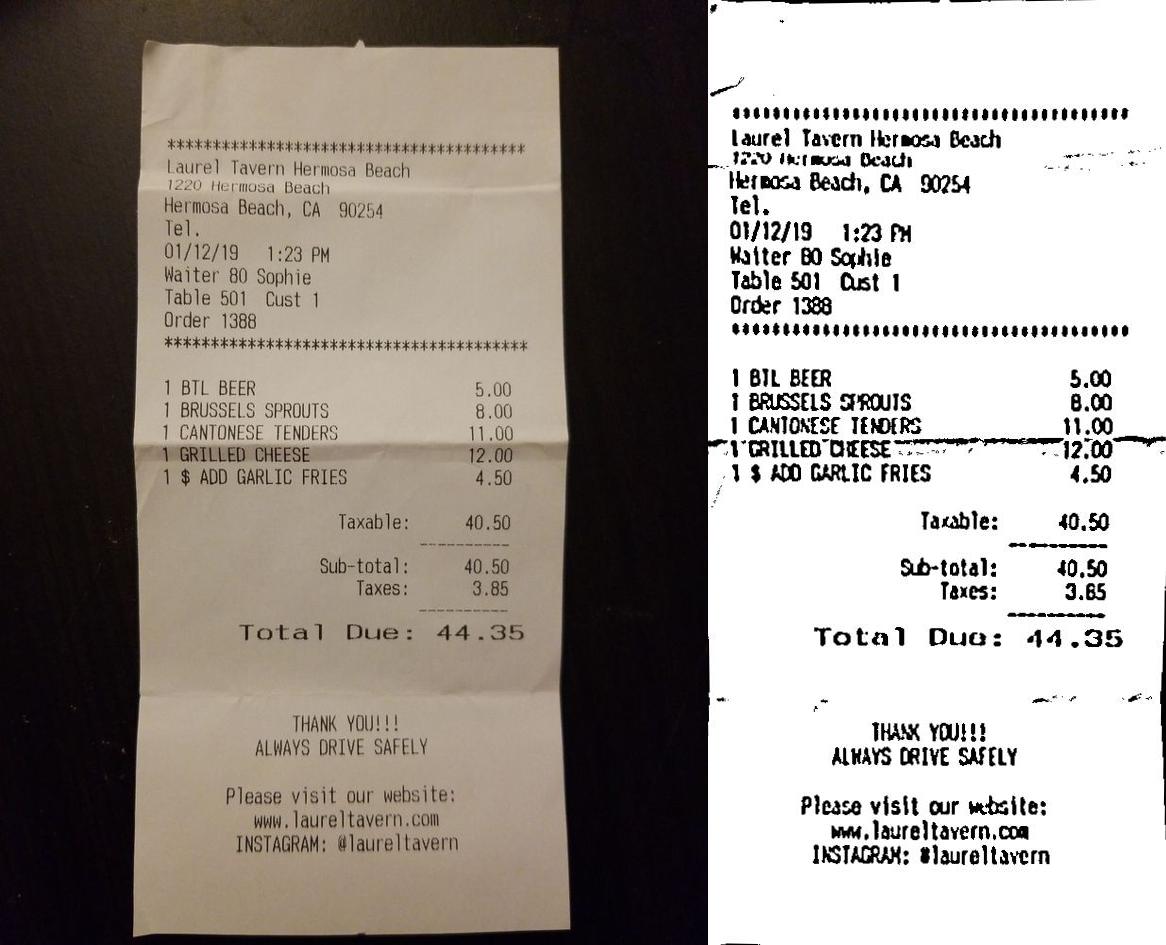 ****************************************
Laurel Tavern Hermosa Beach
1220 Hermosa Beach
Hermosa Beach, CA  90254
Tel.
01/12/19   1:23 PM
Waiter 80 Sophie
Table 501  Cust 1
Order 1388
****************************************
1 BTL BEER 5.00
1 BRUSSELS SPROUTS 8.00
1 CANTONESE TENDERS 11.00
1 GRILLED CHEESE 12.00
1 $ ADD GARLIC FRIES 4.50
Taxable: 40.50
----------
Sub-total: 40.50
Taxes: 3.85
----------
Total Due: 44.35
THANK YOU!!!
ALWAYS DRIVE SAFELY
Please visit our website:
www.laureltavern.com
INSTAGRAM: @laureltavern
****************************************
Laurel Tavern Hermosa Beach
1220 Hermosa Beach
Hermosa Beach, CA  90254
Tel.
01/12/19   1:23 PM
Waiter 80 Sophie
Table 501  Cust 1
Order 1388
****************************************
1 BTL BEER 5.00
1 BRUSSELS SPROUTS 8.00
1 CANTONESE TENDERS 11.00
1 GRILLED CHEESE 12.00
1 $ ADD GARLIC FRIES 4.50
Taxable: 40.50
----------
Sub-total: 40.50
Taxes: 3.85
----------
Total Due: 44.35
THANK YOU!!!
ALWAYS DRIVE SAFELY
Please visit our website:
www.laureltavern.com
INSTAGRAM: @laureltavern